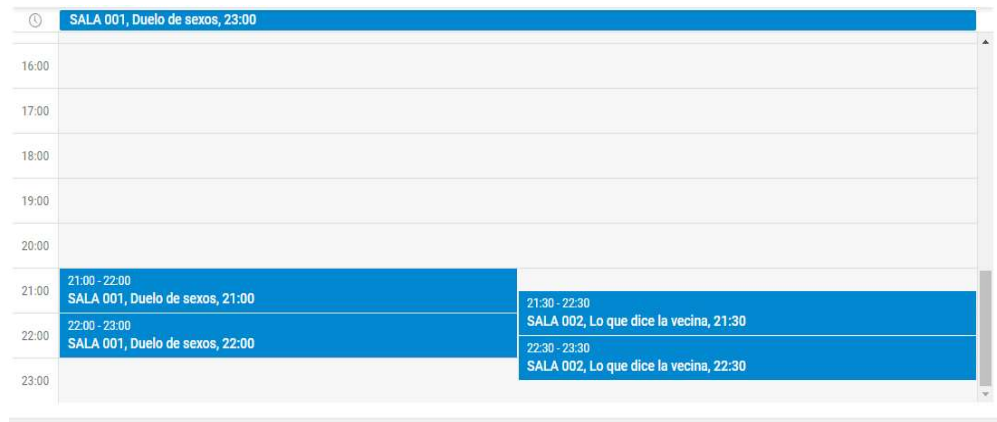 SALA 001, Duelo de sexos, 23:00
16:00
17:00
18:00
19:00
20:00
21:00
21:00 - 22:00
SALA 001, Duelo de sexos, 21:00
21:30 - 22:30
SALA 002, Lo que dice la vecina, 21:30
22:00
22:00 - 23:00
SALA 001, Duelo de sexos, 22:00
22:30 - 23:30
SALA 002, Lo que dice la vecina, 22:30
23:00